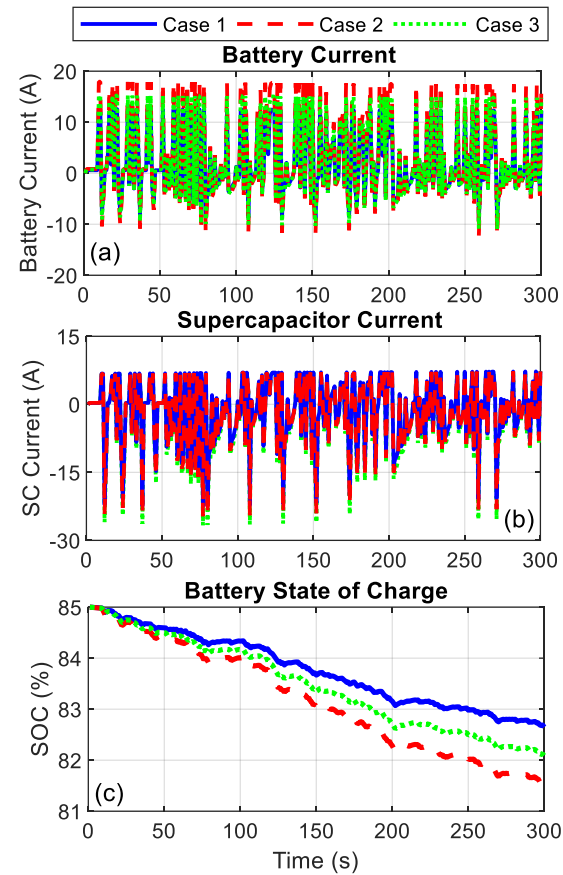 Case 1 Case 2 Case 3
Battery Current
Battery Current (A)
20
10
0
-10
-20
(a)
0 50 100 150 200 250 300
Supercapacitor Current
SC Current (A)
15
0
-15
-30
(b)
0 50 100 150 200 250 300
Battery State of Charge
SOC (%)
85
84
83
82
81
(c)
0 50 100 150 200 250 300
Time (s)